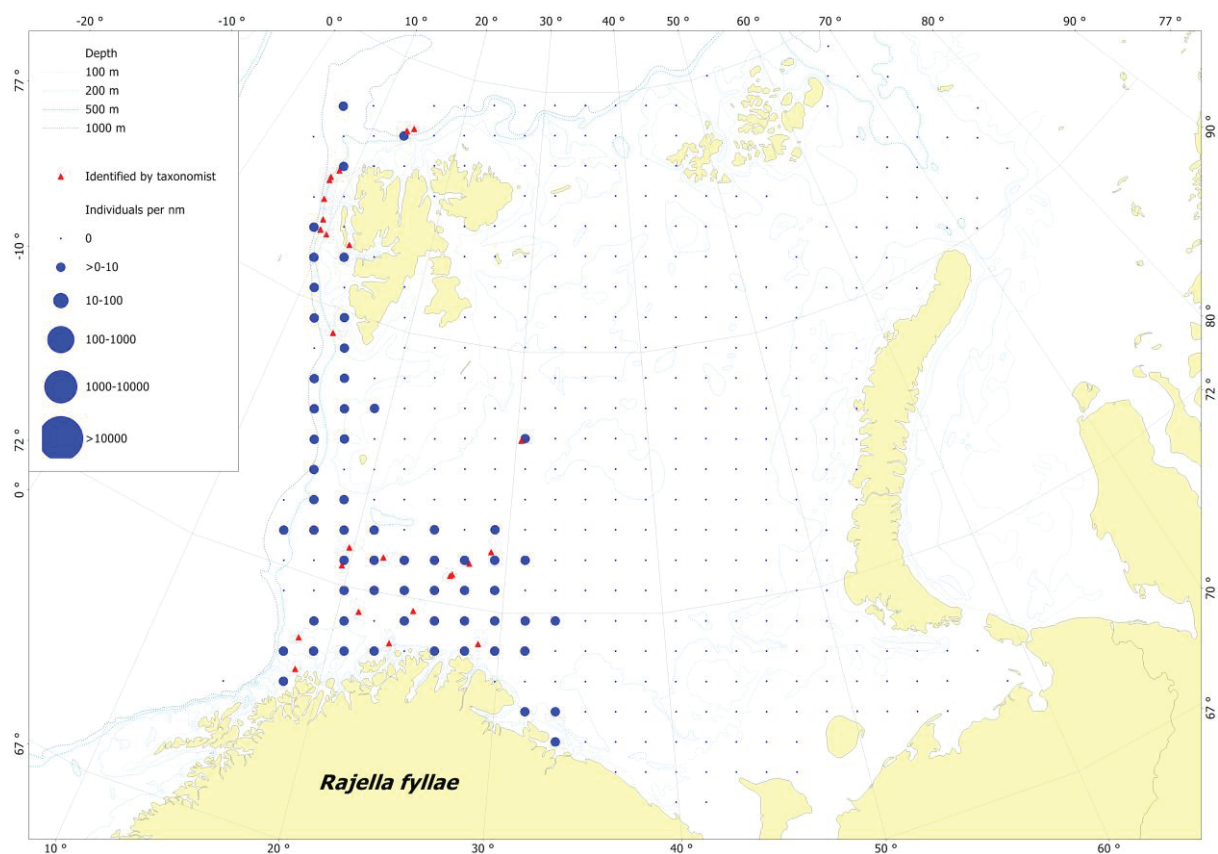 -20 ° -10 ° 0 ° 10 ° 20 ° 30 ° 40 ° 50 ° 60 ° 70 ° 80 ° 90 ° 77 °
Depth
100 m
200 m
500 m
1000 m
Identified by taxonomist
Individuals per nm
0
>0-10
10-100
100-1000
1000-10000
>10000
77 °
-10 °
72 °
0 °
67 °
90 °
80 °
72 °
70 °
67 °
Rajella fyllae
10 ° 20 ° 30 ° 40 ° 50 ° 60 °